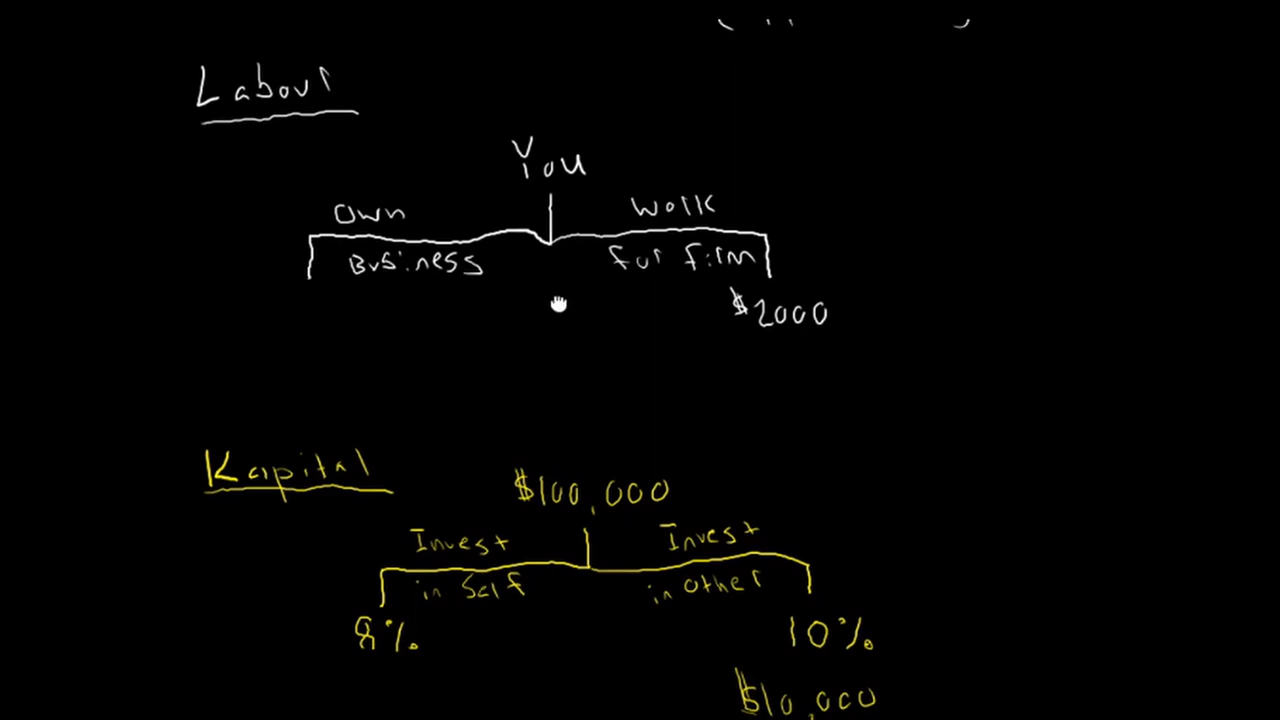 Labour
You
Own Work
Business for firm
$2000
Kapital
$100,000
Invest Invest
in Self in Other
8% 10%
$10,000